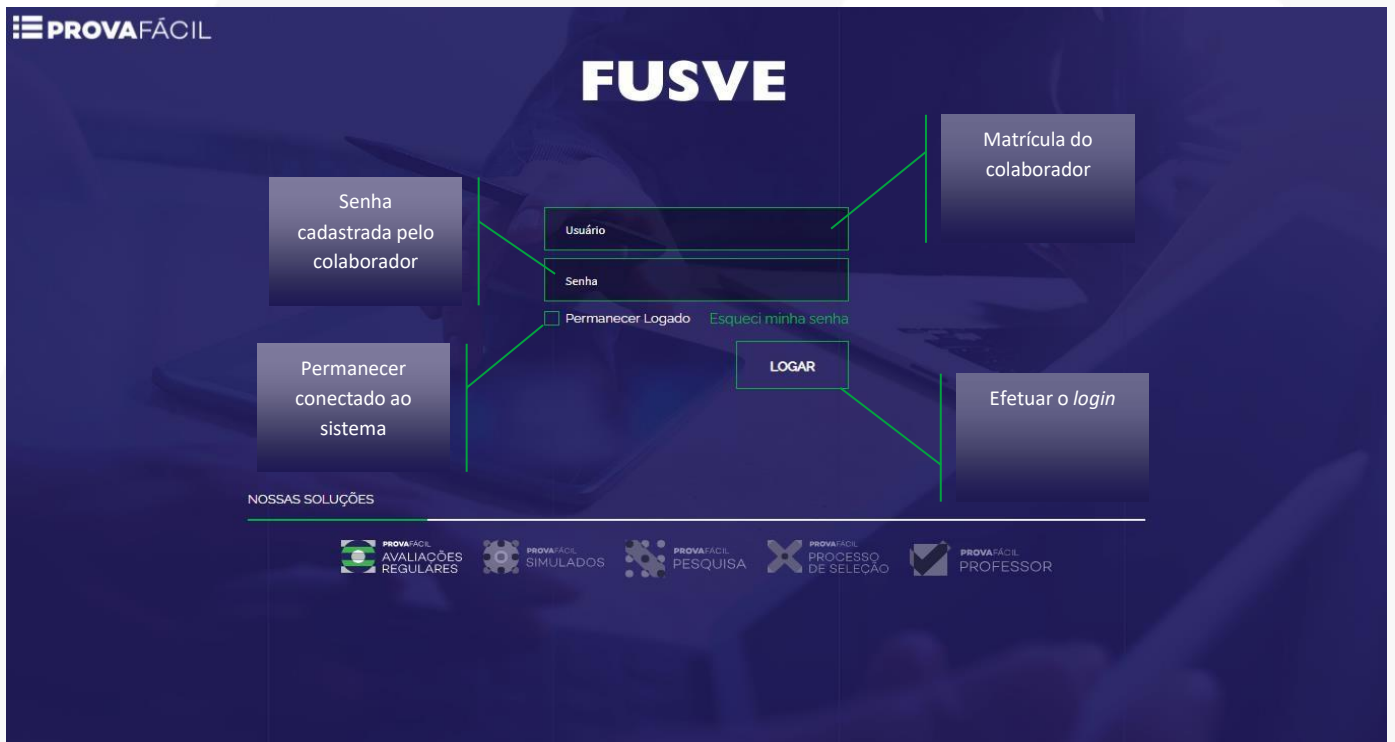 PROVAFÁCIL
FUSVE
Matrícula do
colaborador
Senha
cadastrada pelo
colaborador
Usuário
Senha
Permanecer Logado Esqueci minha senha
LOGAR
Permanecer
conectado ao
sistema
Efetuar o login
NOSSAS SOLUÇÕES
PROVAFÁCIL
AVALIAÇÕES
REGULARES
PROVAFÁCIL
SIMULADOS
PROVAFÁCIL
PESQUISA
PROVAFÁCIL
PROCESSO
DE SELEÇÃO
PROVAFÁCIL
PROFESSOR